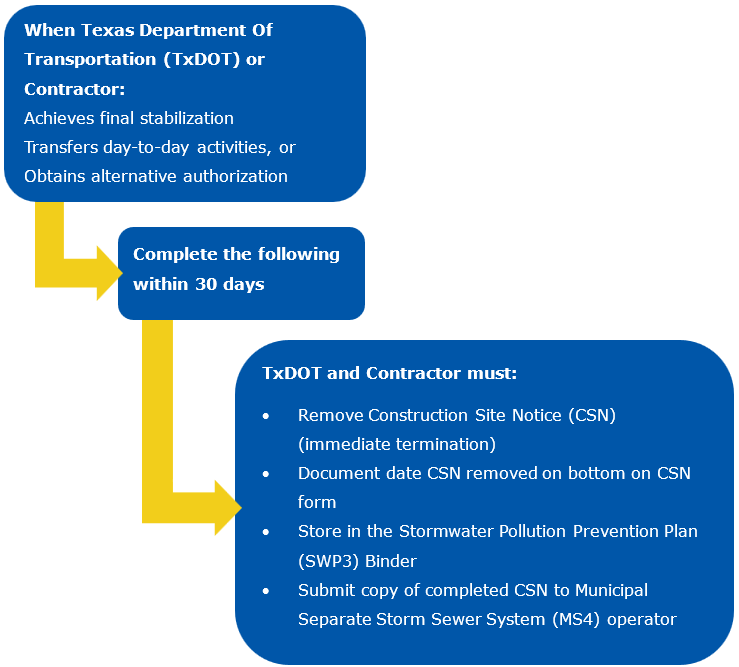 When Texas Department Of
Transportation (TxDOT) or
Contractor:
Achieves final stabilization
Transfers day-to-day activities, or
Obtains alternative authorization
Complete the following
within 30 days
TxDOT and Contractor must:
• Remove Construction Site Notice (CSN)
(immediate termination)
• Document date CSN removed on bottom on CSN
form
• Store in the Stormwater Pollution Prevention Plan
(SWP3) Binder
• Submit copy of completed CSN to Municipal
Separate Storm Sewer System (MS4) operator